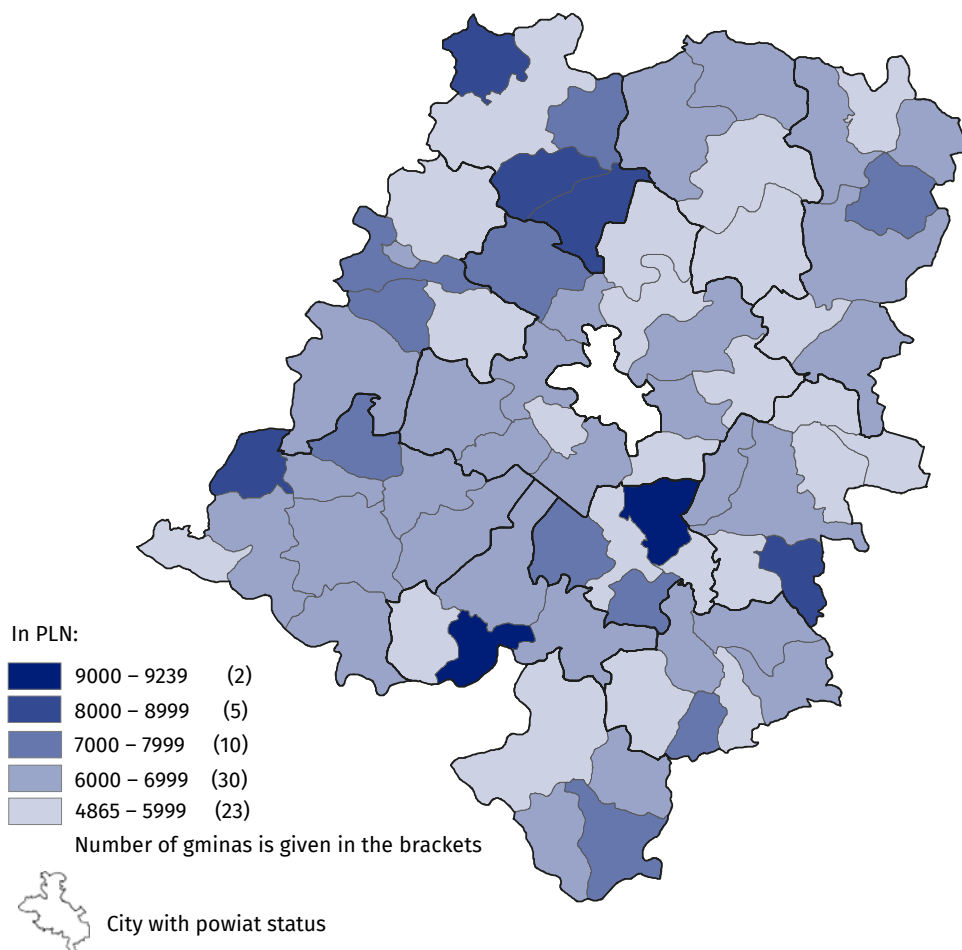 In PLN:
9000 – 9239 (2)
8000 – 8999 (5)
7000 – 7999 (10)
6000 – 6999 (30)
4865 – 5999 (23)
Number of gminas is given in the brackets
City with powiat status